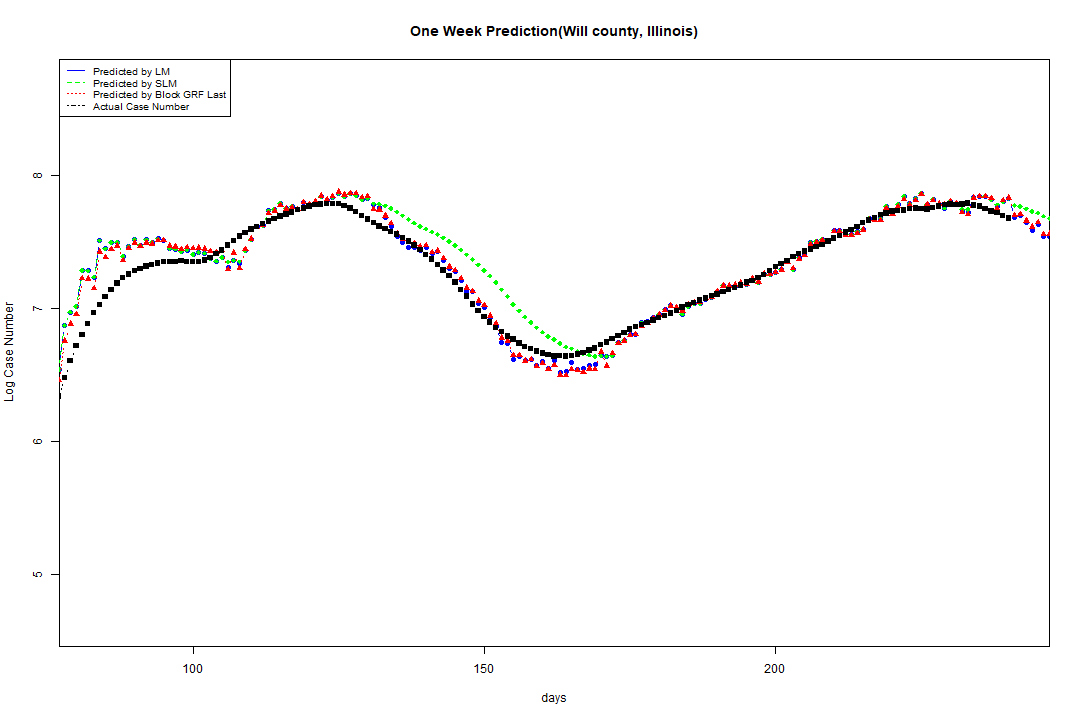 One Week Prediction(Will county, Illinois)
Predicted by LM
Predicted by SLM
Predicted by Block GRF Last
Actual Case Number
8
7
6
5
Log Case Number
100 150 200
days